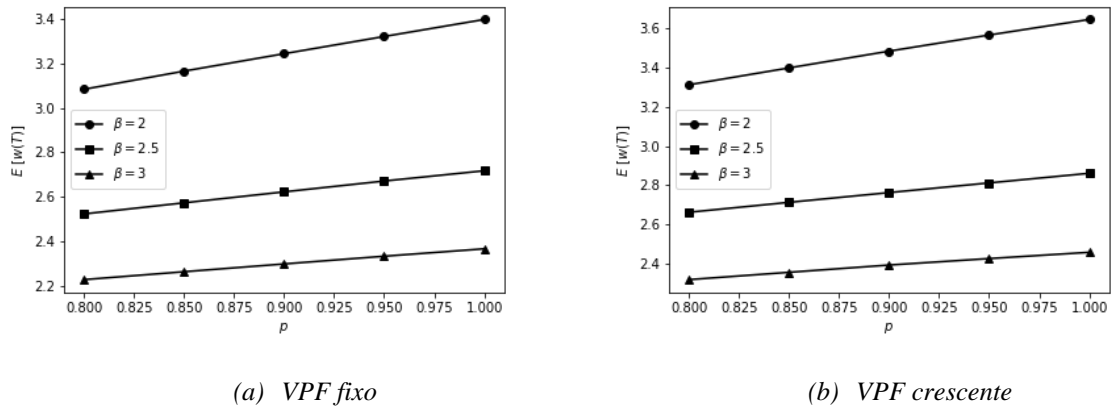 3.4
3.2
3.0
2.8
2.6
2.4
2.2
E [w(T)]
β = 2
β = 2.5
β = 3
0.800 0.825 0.850 0.875 0.900 0.925 0.950 0.975 1.000
p
(a) VPF fixo
3.6
3.4
3.2
3.0
2.8
2.6
2.4
E [w(T)]
β = 2
β = 2.5
β = 3
0.800 0.825 0.850 0.875 0.900 0.925 0.950 0.975 1.000
p
(b) VPF crescente